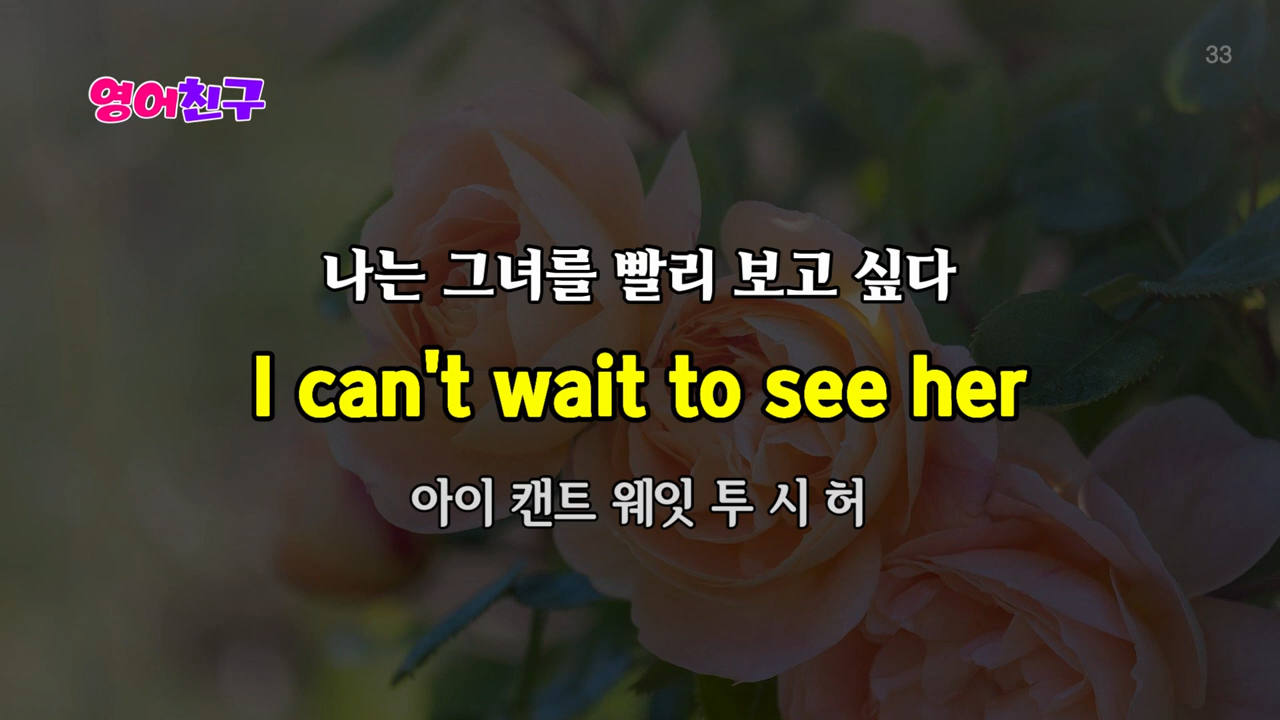 33
영어친구
나는 그녀를 빨리 보고 싶다
I can't wait to see her
아이 캔트 웨잇 투 시 허